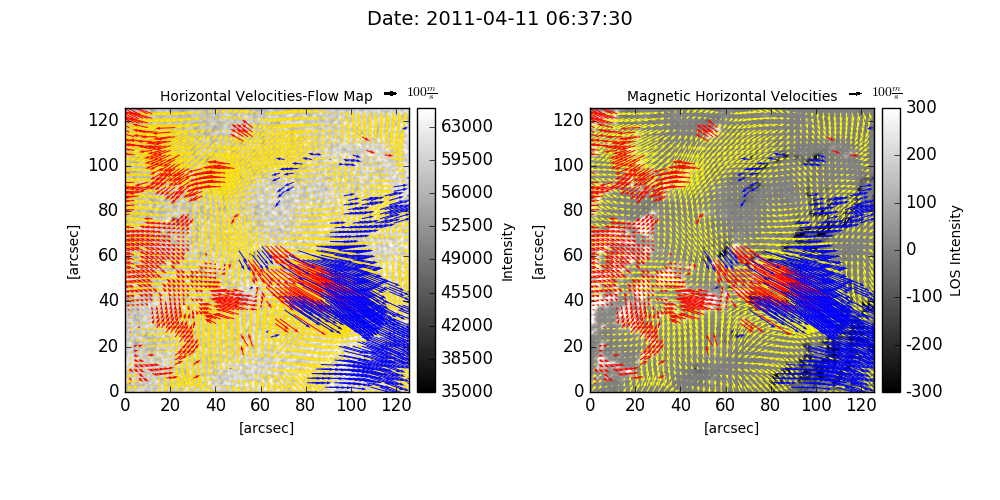 Date: 2011-04-11 06:37:30
Horizontal Velocities-Flow Map
100 m/s
Magnetic Horizontal Velocities
100 m/s
120
100
80
60
40
20
0
[arcsec]
0 20 40 60 80 100 120
[arcsec]
63000
59500
56000
52500
49000
45500
42000
38500
35000
Intensity
120
100
80
60
40
20
0
[arcsec]
0 20 40 60 80 100 120
[arcsec]
300
200
100
0
-100
-200
-300
LOS Intensity